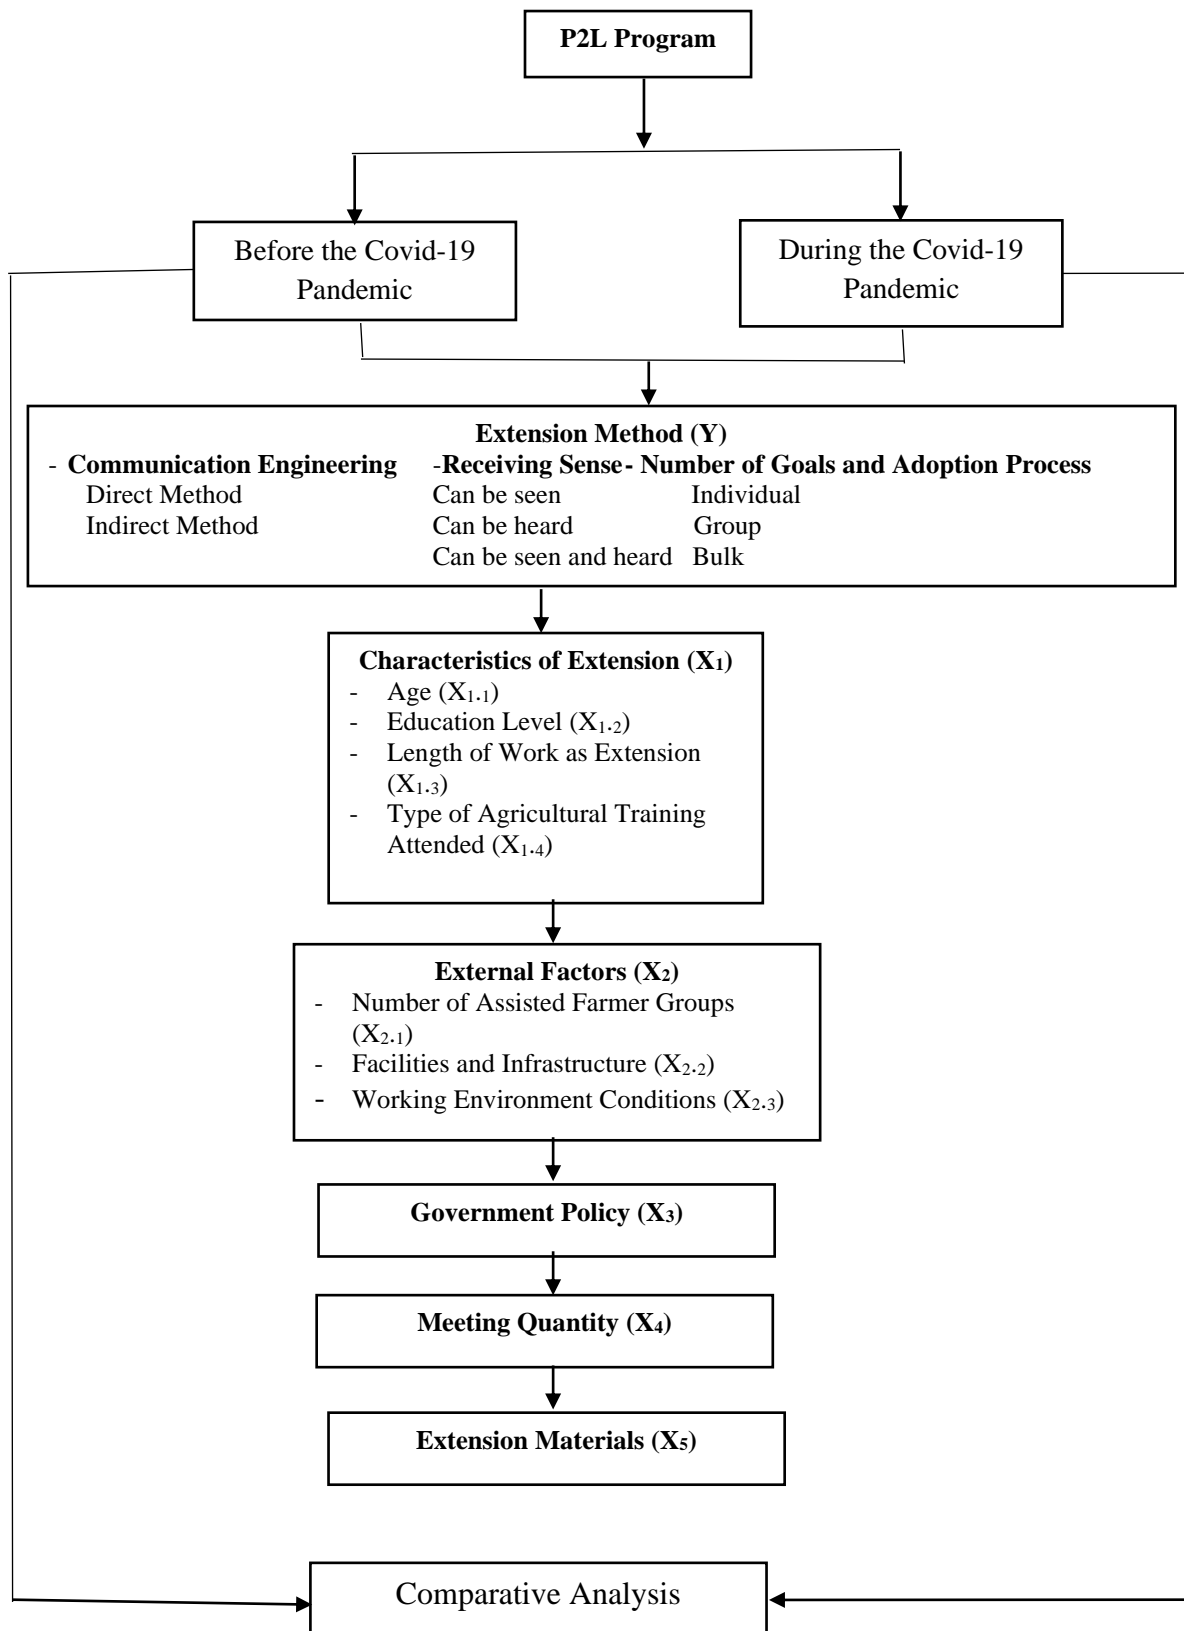 P2L Program
Before the Covid-19
Pandemic
During the Covid-19
Pandemic
Extension Method (Y)
- Communication Engineering -Receiving Sense- Number of Goals and Adoption Process
Direct Method Can be seen Individual
Indirect Method Can be heard Group
Can be seen and heard Bulk
Characteristics of Extension (X1)
- Age (X1.1)
- Education Level (X1.2)
- Length of Work as Extension
(X1.3)
- Type of Agricultural Training
Attended (X1.4)
External Factors (X2)
- Number of Assisted Farmer Groups
(X2.1)
- Facilities and Infrastructure (X2.2)
- Working Environment Conditions (X2.3)
Government Policy (X3)
Meeting Quantity (X4)
Extension Materials (X5)
Comparative Analysis